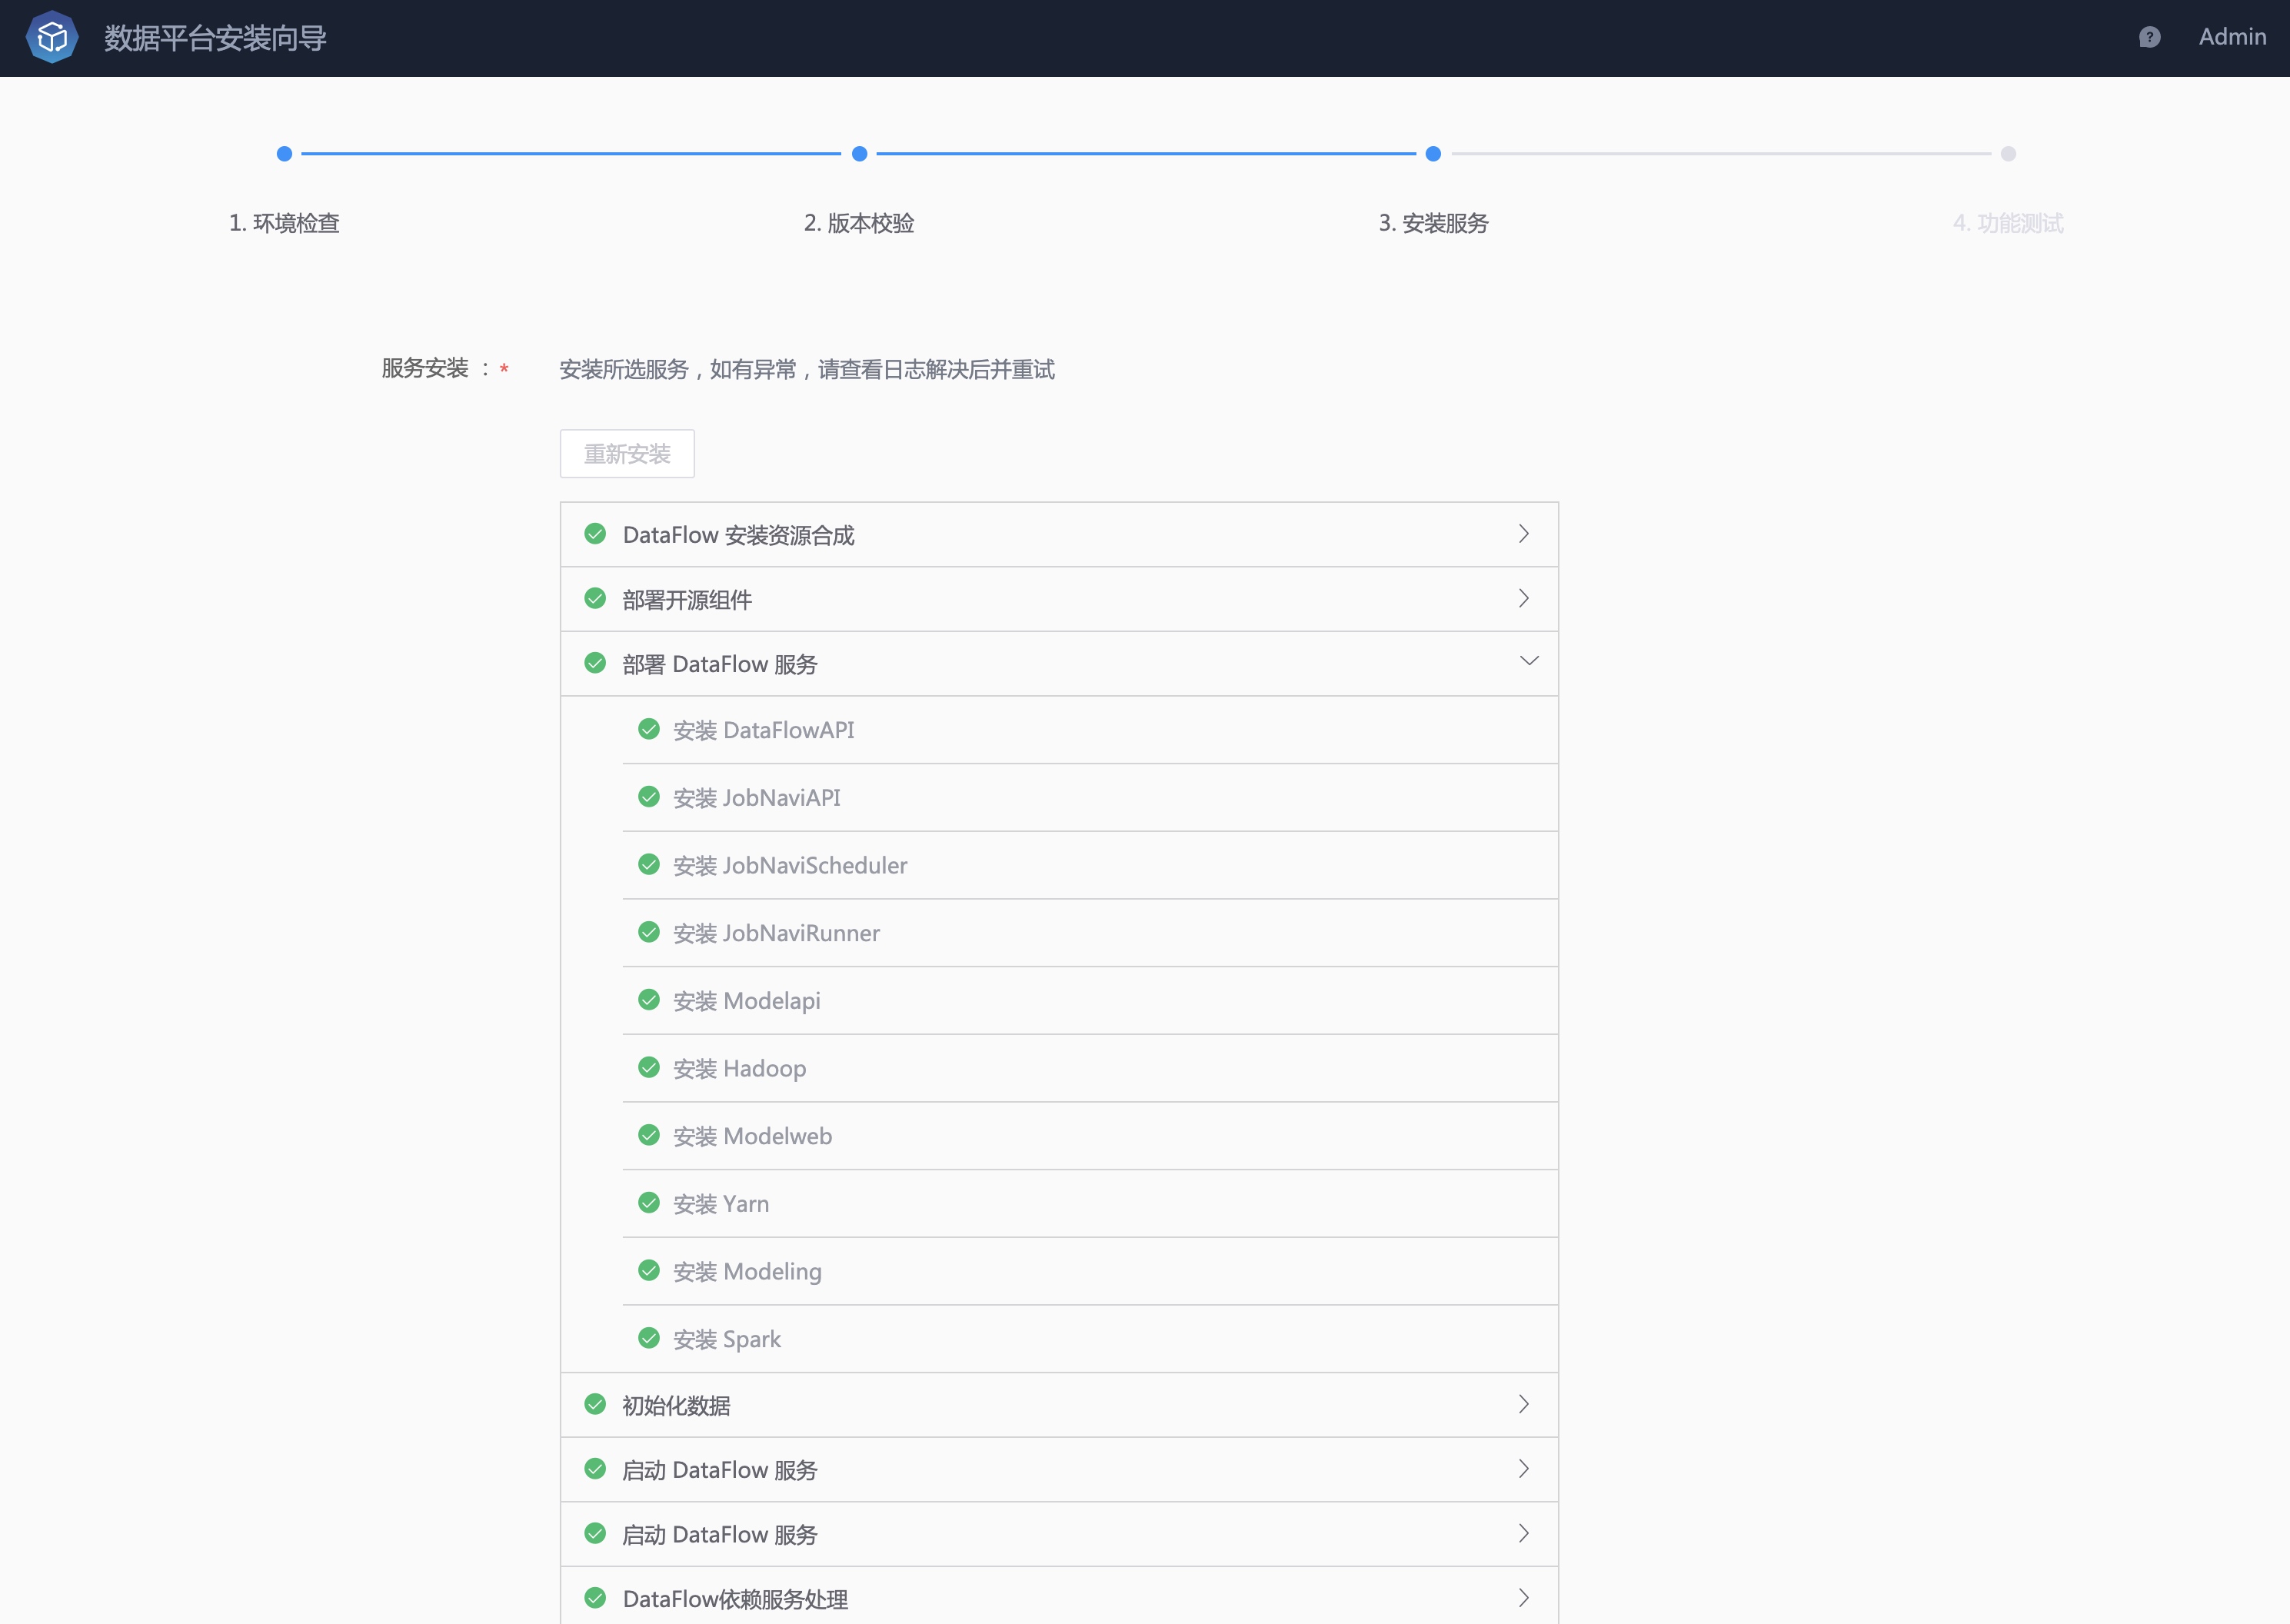 数据平台安装向导
Admin
1. 环境检查
2. 版本校验
3. 安装服务
4. 功能测试
服务安装 ：*
安装所选服务，如有异常，请查看日志解决后并重试
重新安装
DataFlow 安装资源合成
部署开源组件
部署 DataFlow 服务
安装 DataFlowAPI
安装 JobNaviAPI
安装 JobNaviScheduler
安装 JobNaviRunner
安装 Modelapi
安装 Hadoop
安装 Modelweb
安装 Yarn
安装 Modeling
安装 Spark
初始化数据
启动 DataFlow 服务
启动 DataFlow 服务
DataFlow依赖服务处理